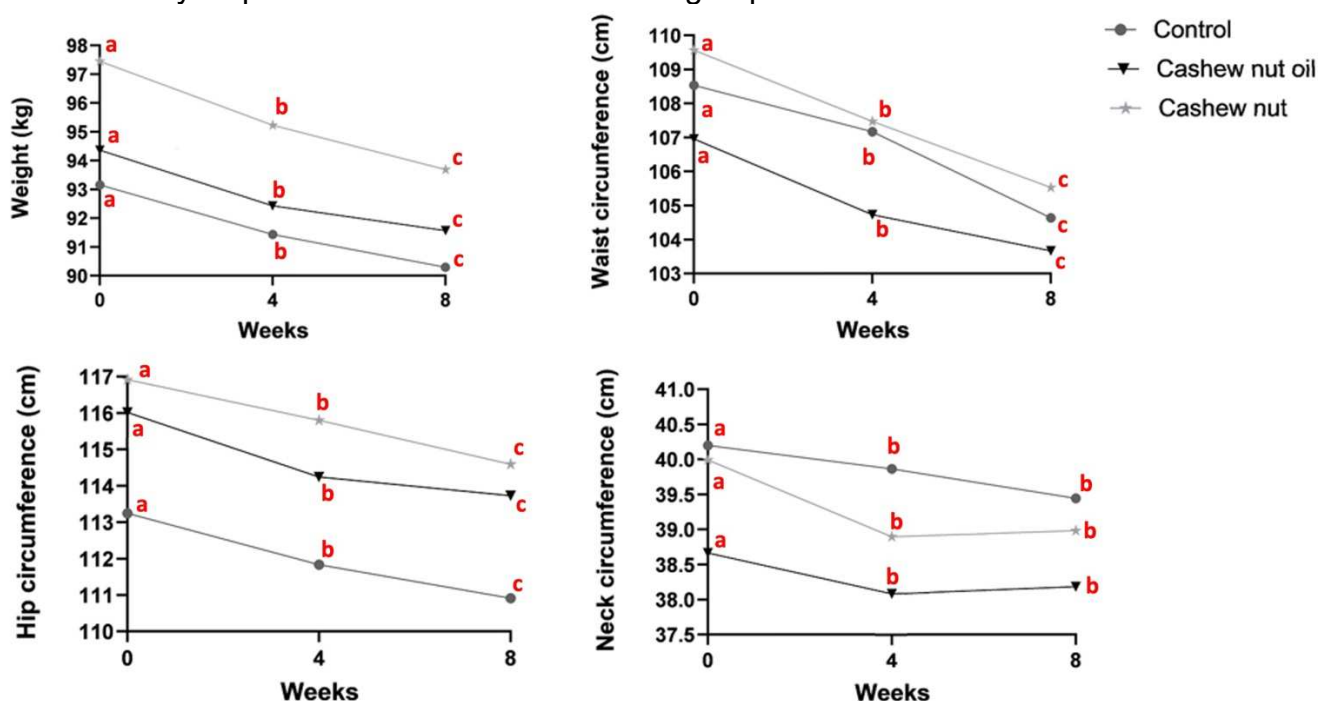 Control
Cashew nut oil
Cashew nut
Weight (kg)
98
97
96
95
94
93
92
91
90
a
b
c
a
b
c
a
b
c
0 4 8
Weeks
Waist circunference (cm)
110
109
108
107
106
105
104
103
a
b
c
a
b
c
a
b
c
0 4 8
Weeks
Hip circumference (cm)
117
116
115
114
113
112
111
110
a
b
c
a
b
c
a
b
c
0 4 8
Weeks
Neck circumference (cm)
41.0
40.5
40.0
39.5
39.0
38.5
38.0
37.5
a
b
b
a
b
b
a
b
b
0 4 8
Weeks